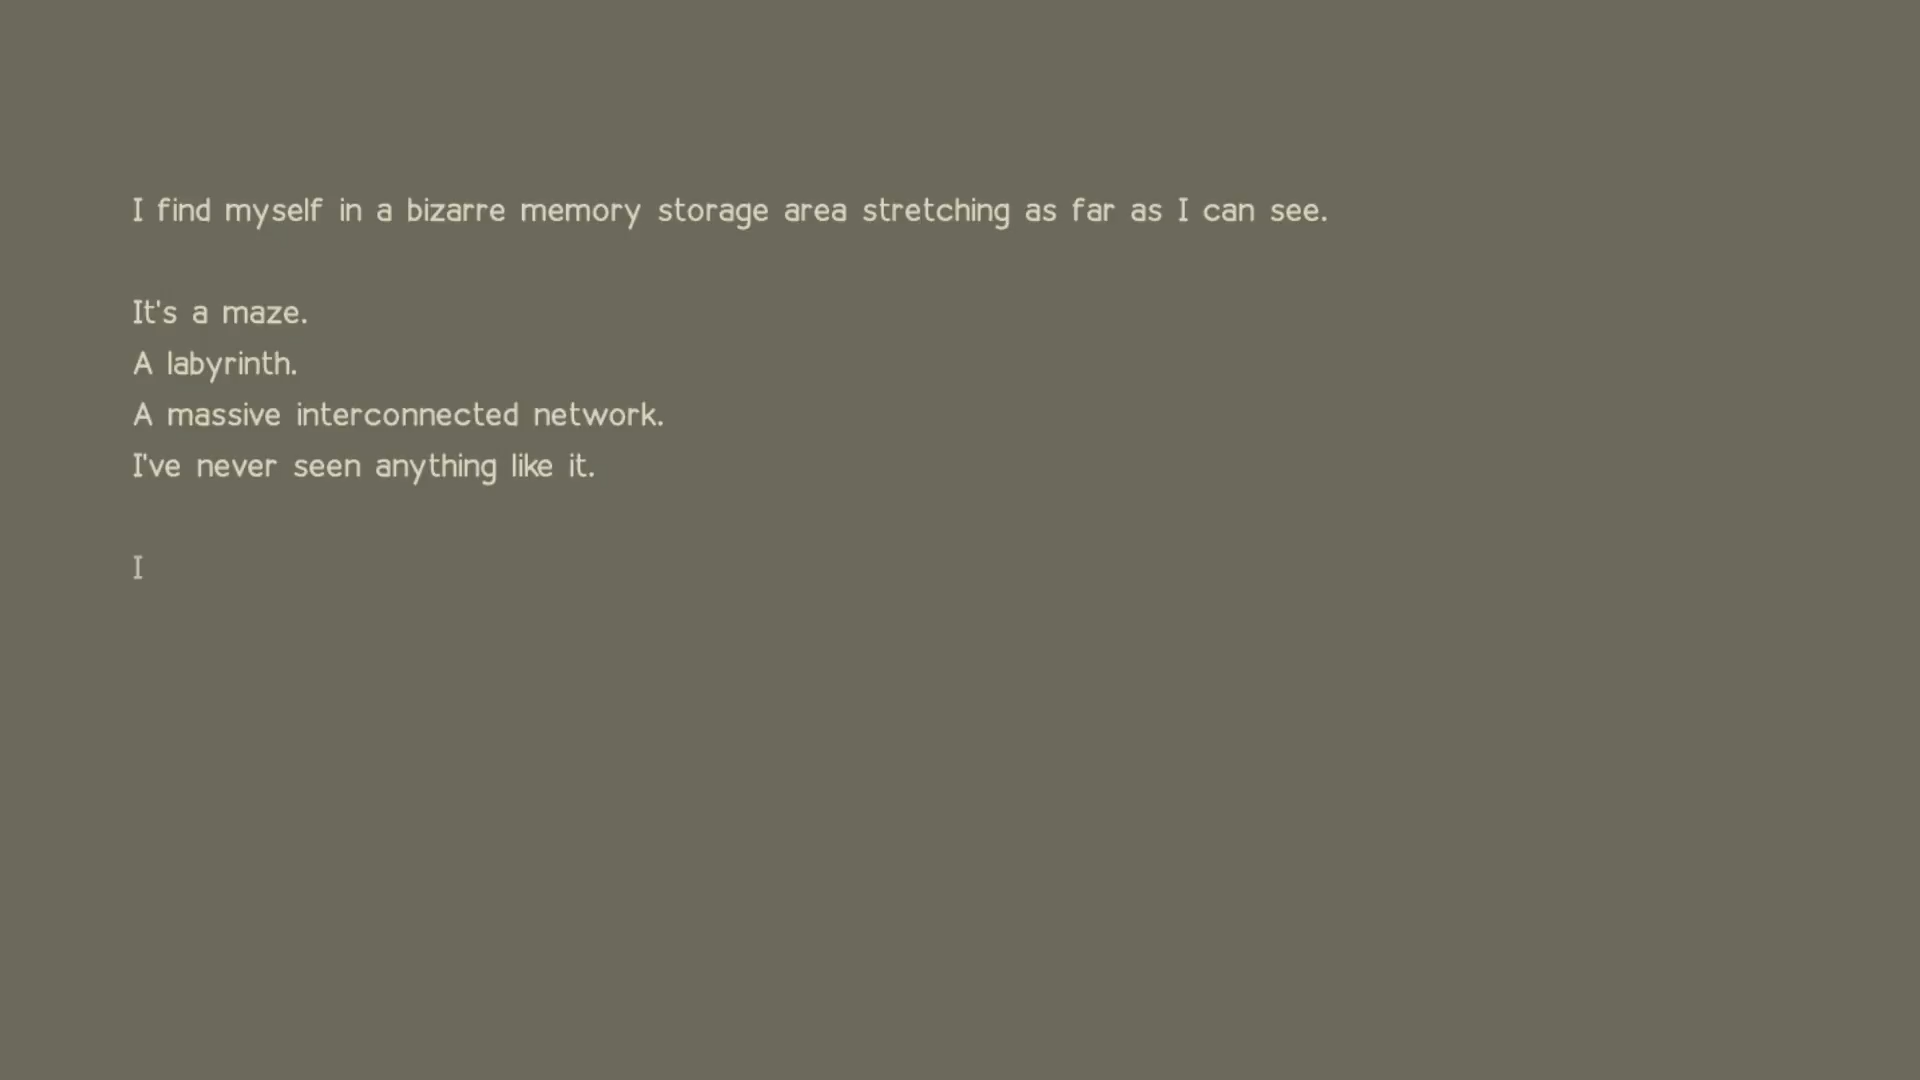 I find myself in a bizarre memory storage area stretching as far as I can see.
It's a maze.
A labyrinth.
A massive interconnected network.
I've never seen anything like it.
I